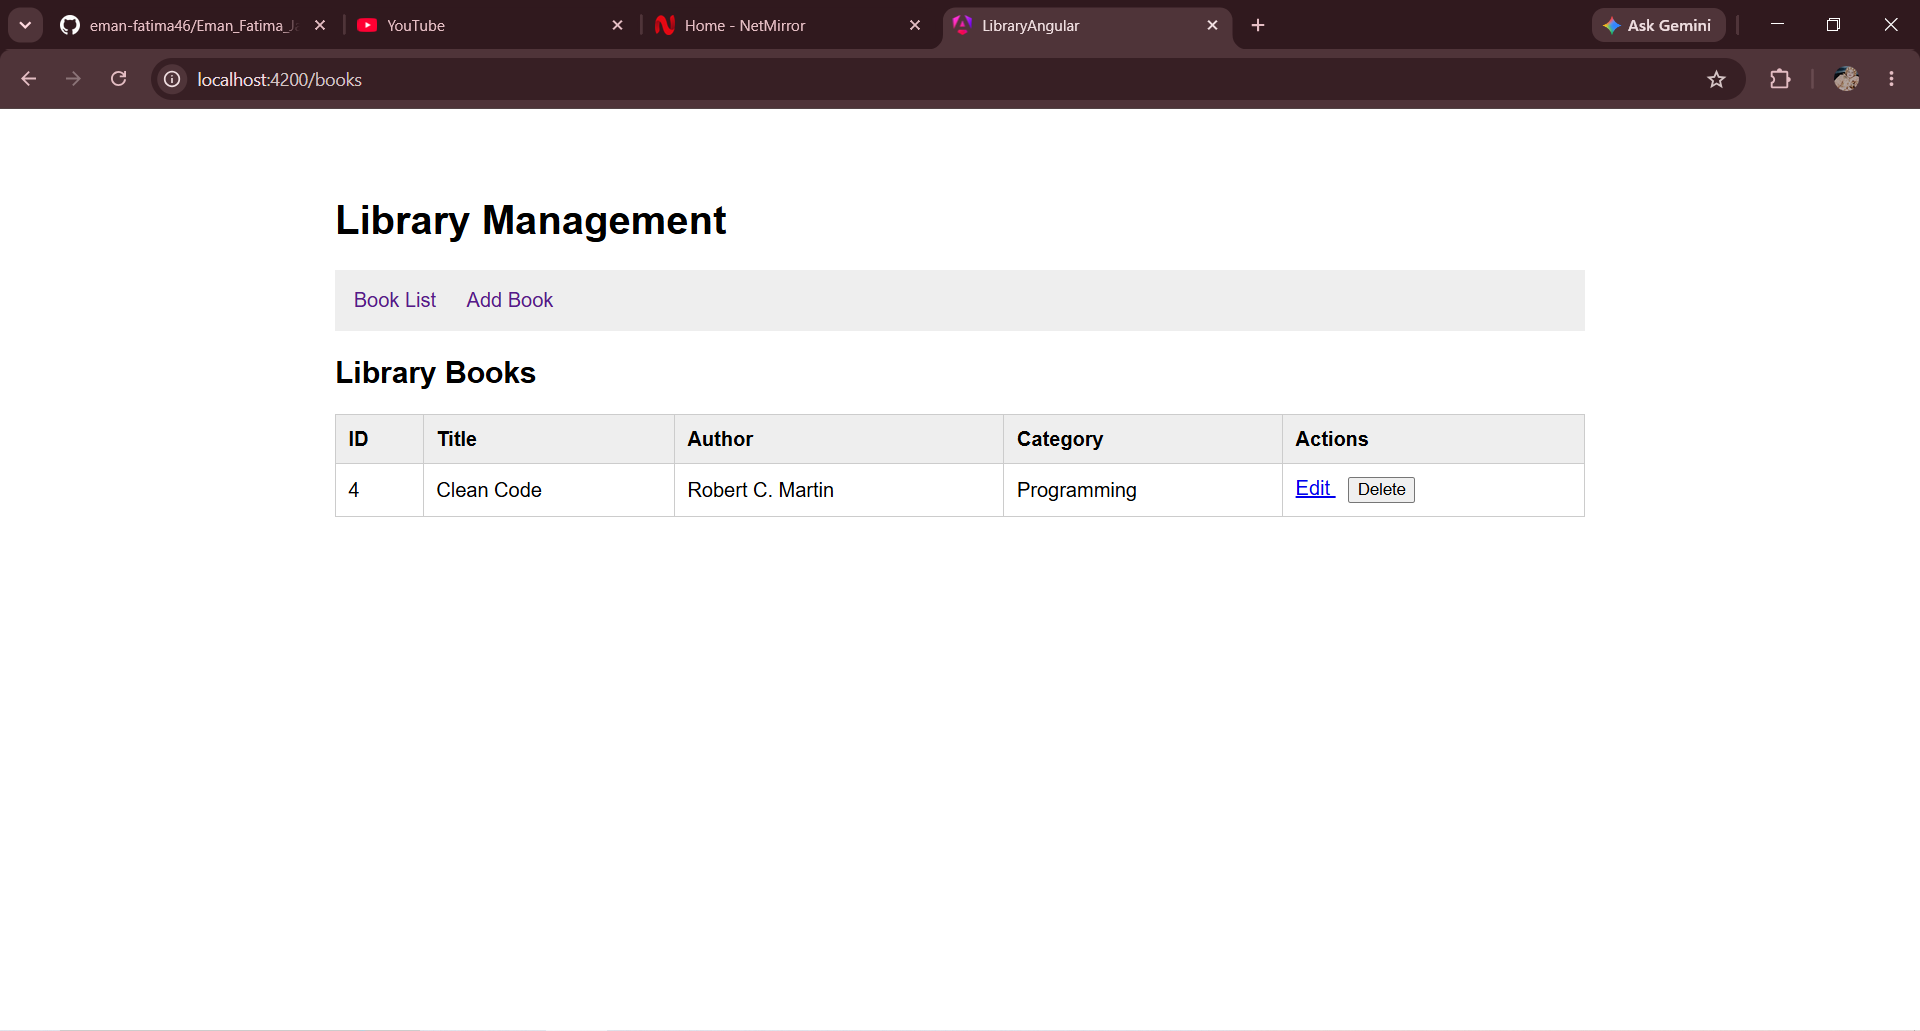 eman-fatima46/Eman_Fatima_
YouTube
Home - NetMirror
LibraryAngular
Ask Gemini
localhost:4200/books
Library Management
Book List Add Book
Library Books
ID Title Author Category Actions
4 Clean Code Robert C. Martin Programming Edit Delete